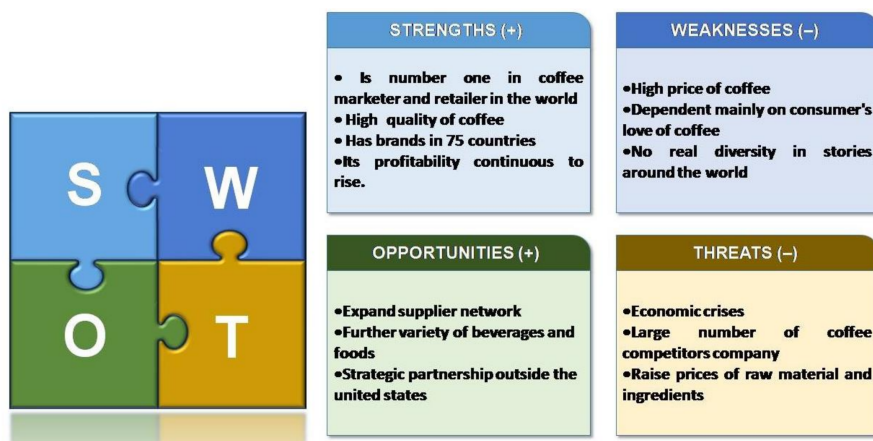 S
W
O
T
STRENGTHS (+)
• Is number one in coffee
marketer and retailer in the world
• High quality of coffee
• Has brands in 75 countries
•Its profitability continuous to
rise.
WEAKNESSES (–)
•High price of coffee
•Dependent mainly on consumer's
love of coffee
•No real diversity in stories
around the world
OPPORTUNITIES (+)
•Expand supplier network
•Further variety of beverages and
foods
•Strategic partnership outside the
united states
THREATS (–)
•Economic crises
•Large number of coffee
competitors company
•Raise prices of raw material and
ingredients